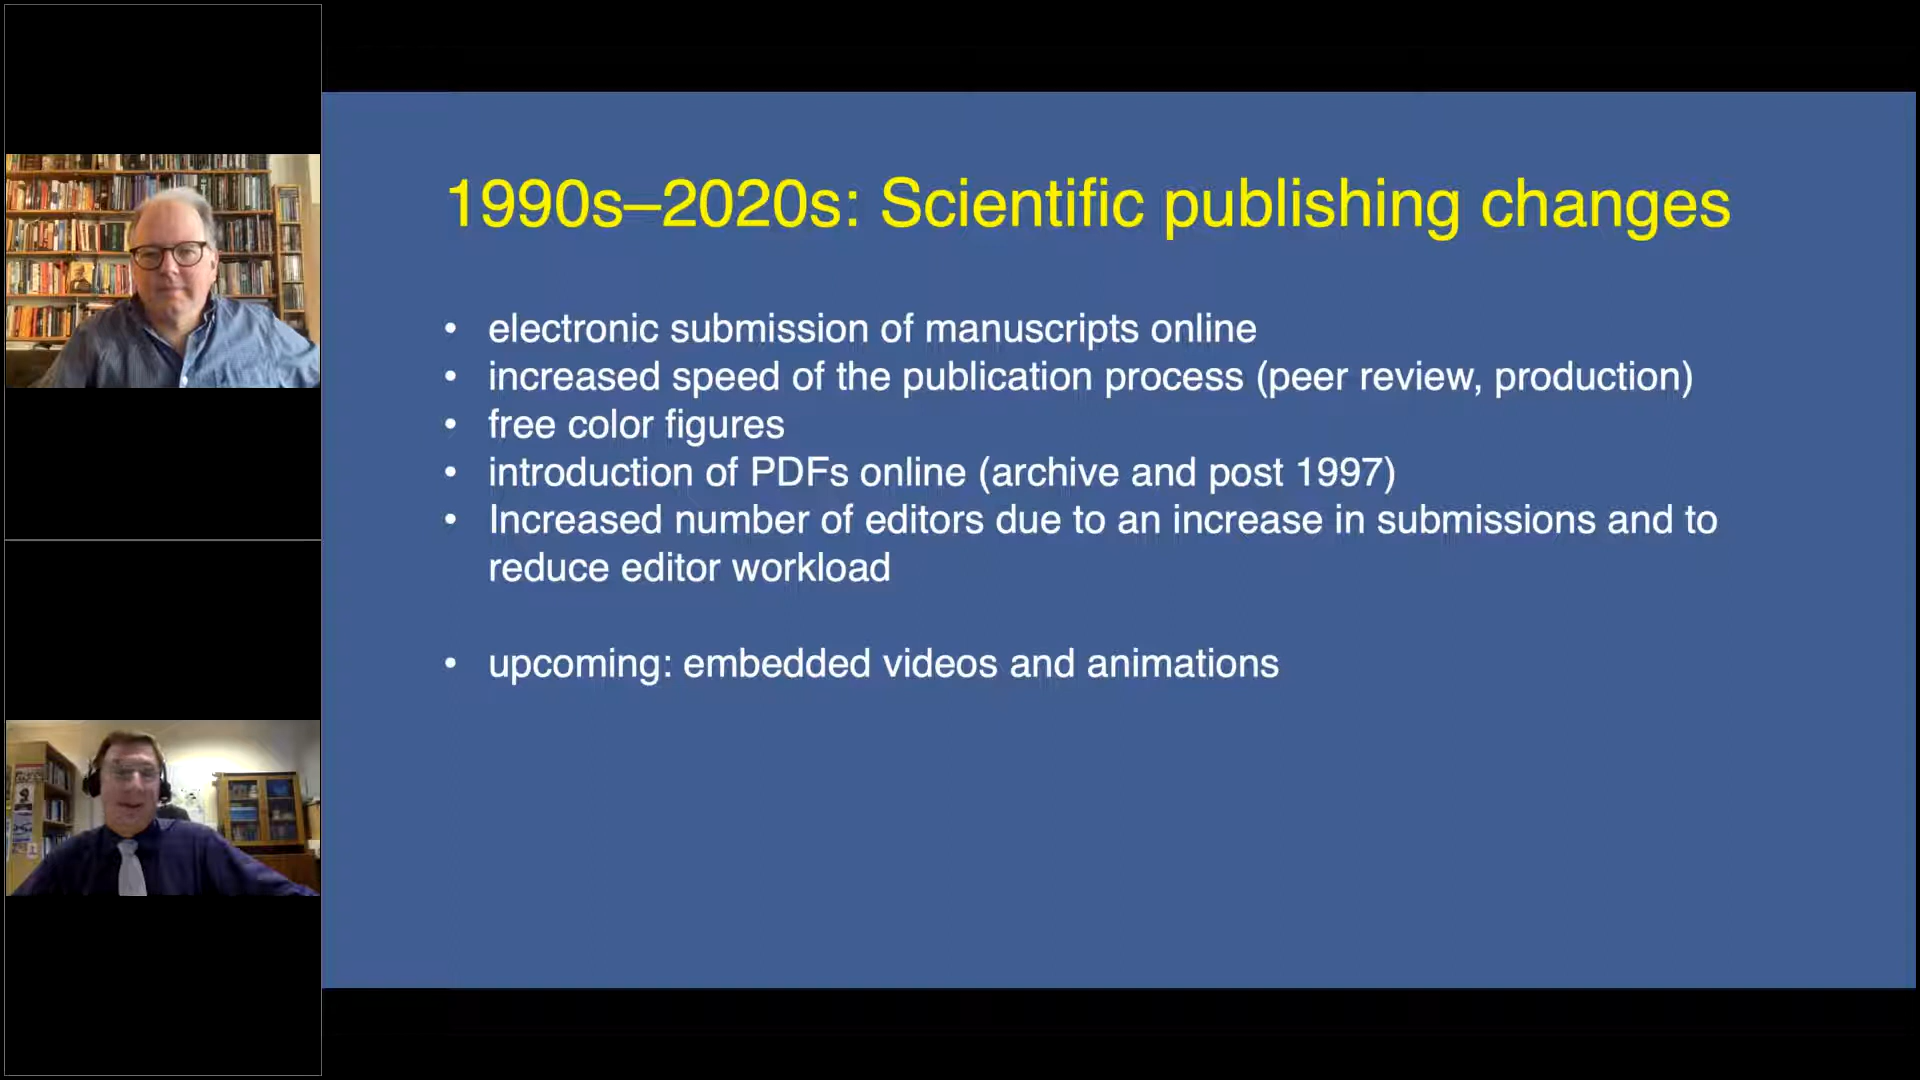 1990s–2020s: Scientific publishing changes
• electronic submission of manuscripts online
• increased speed of the publication process (peer review, production)
• free color figures
• introduction of PDFs online (archive and post 1997)
• Increased number of editors due to an increase in submissions and to
reduce editor workload
• upcoming: embedded videos and animations